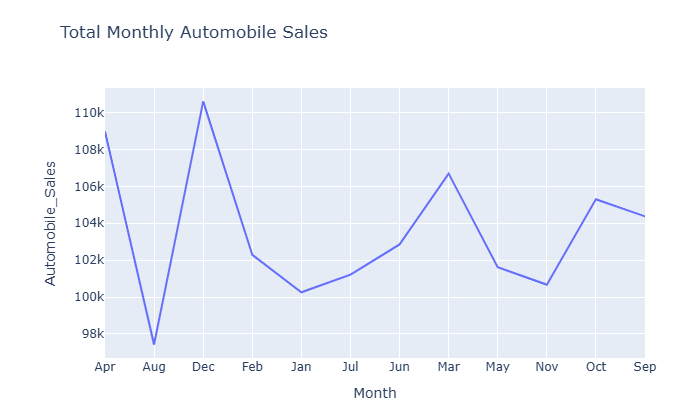 Total Monthly Automobile Sales
110k
108k
106k
104k
102k
100k
98k
Automobile_Sales
Apr Aug Dec Feb Jan Jul Jun Mar May Nov Oct Sep
Month